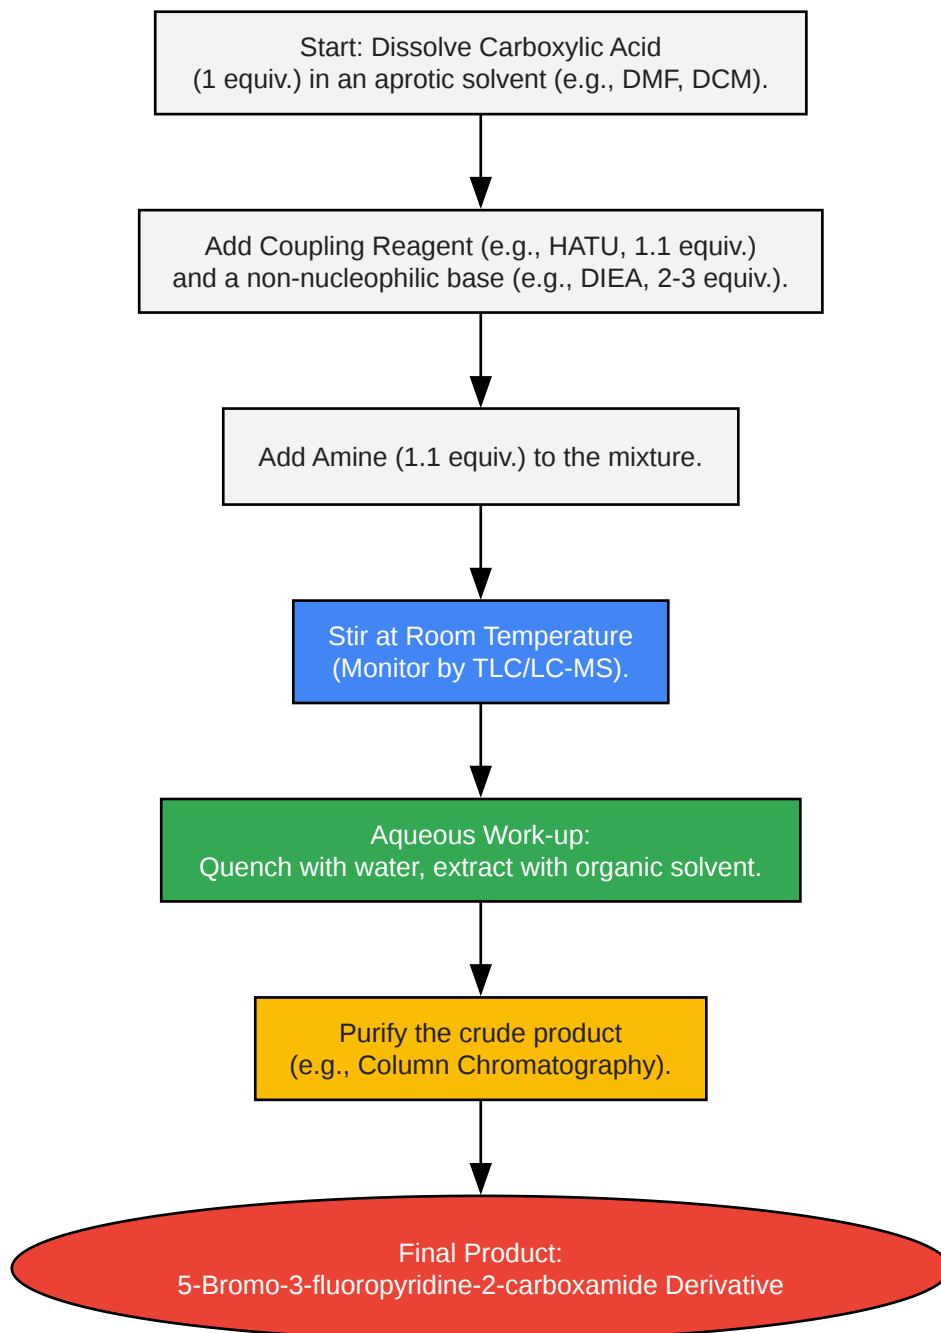 Start: Dissolve Carboxylic Acid
(1 equiv.) in an aprotic solvent (e.g., DMF, DCM).
Add Coupling Reagent (e.g., HATU, 1.1 equiv.)
and a non-nucleophilic base (e.g., DIEA, 2-3 equiv.).
Add Amine (1.1 equiv.) to the mixture.
Stir at Room Temperature
(Monitor by TLC/LC-MS).
Aqueous Work-up:
Quench with water, extract with organic solvent.
Purify the crude product
(e.g., Column Chromatography).
Final Product:
5-Bromo-3-fluoropyridine-2-carboxamide Derivative